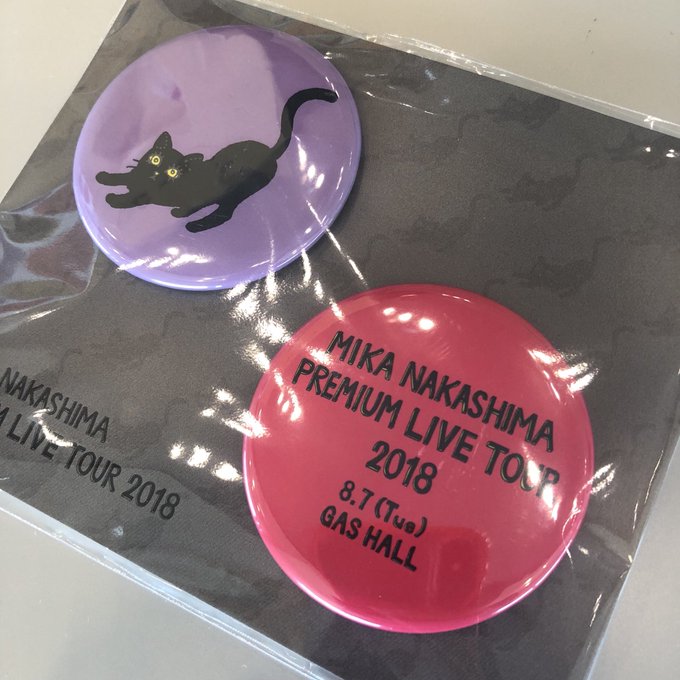 MIKA NAKASHIMA
PREMIUM LIVE TOUR
2018
8.7 (Tue)
GAS HALL
NAKASHIMA
LIVE TOUR 2018